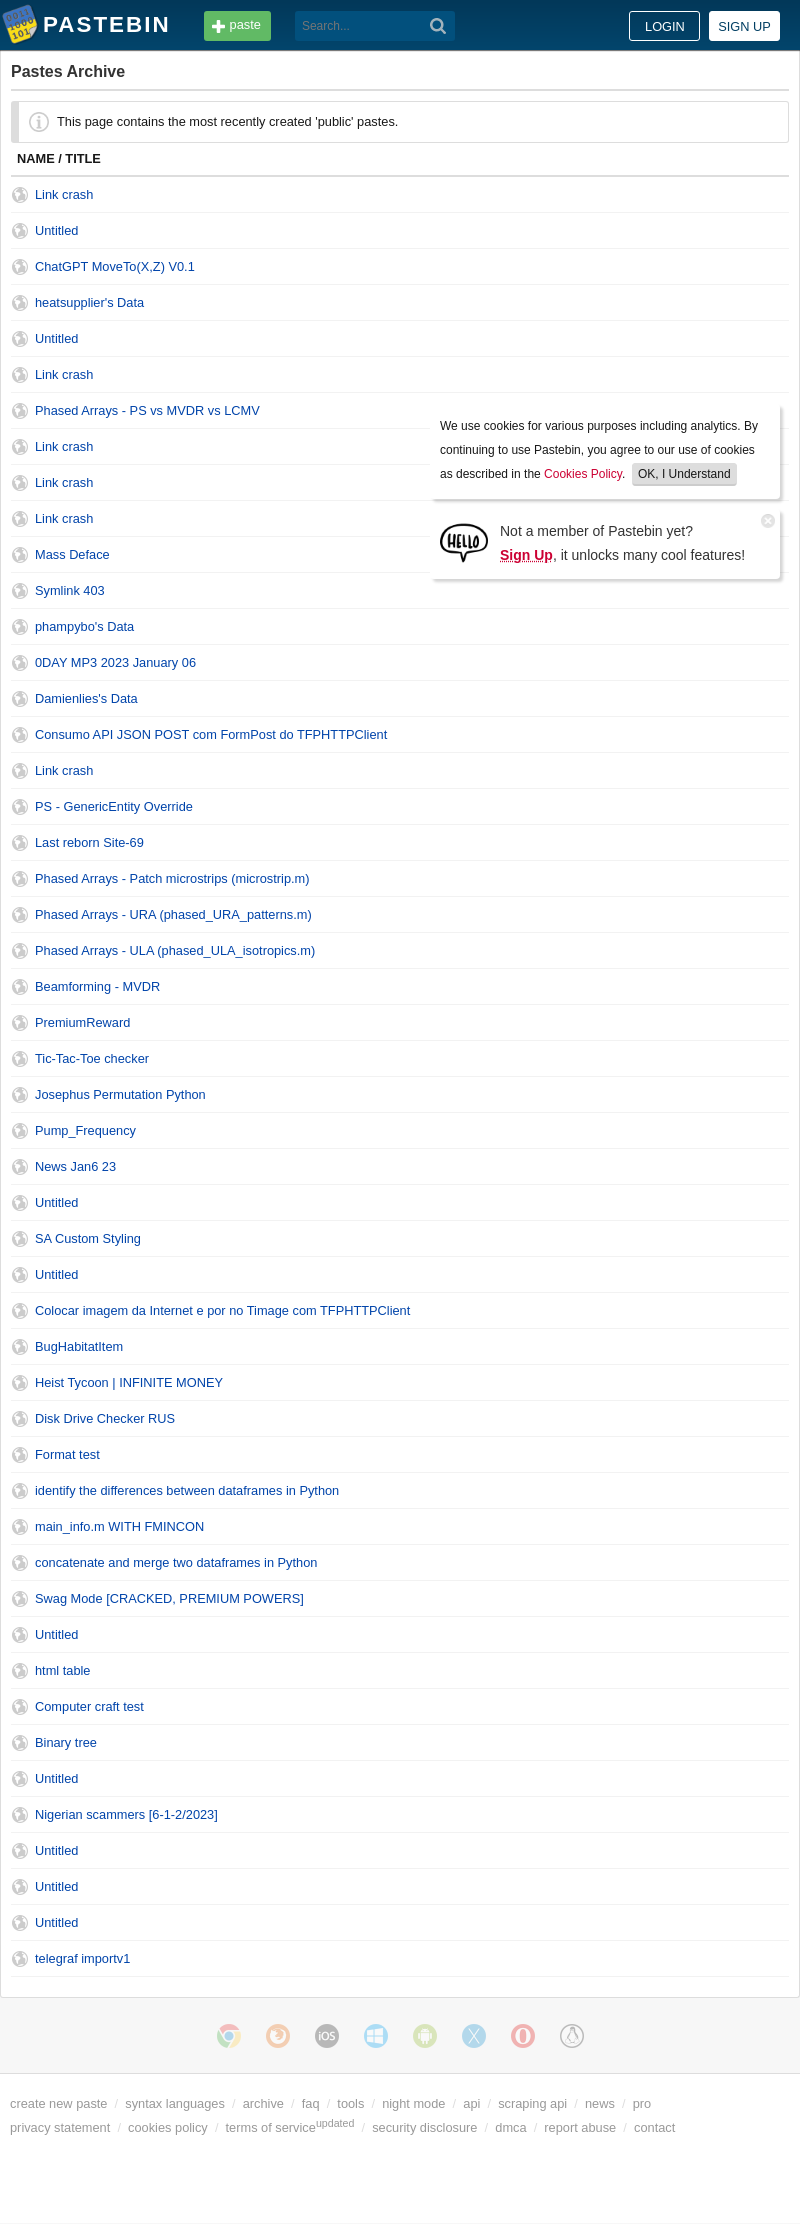 PASTEBIN
paste
Search...
LOGIN
SIGN UP
Pastes Archive
This page contains the most recently created 'public' pastes.
NAME / TITLE
Link crash
Untitled
ChatGPT MoveTo(X,Z) V0.1
heatsupplier's Data
Untitled
Link crash
Phased Arrays - PS vs MVDR vs LCMV
We use cookies for various purposes including analytics. By
continuing to use Pastebin, you agree to our use of cookies
as described in the Cookies Policy. OK, I Understand
Link crash
Link crash
Link crash
HELLO
Not a member of Pastebin yet?
Sign Up, it unlocks many cool features!
Mass Deface
Symlink 403
phampybo's Data
0DAY MP3 2023 January 06
Damienlies's Data
Consumo API JSON POST com FormPost do TFPHTTPClient
Link crash
PS - GenericEntity Override
Last reborn Site-69
Phased Arrays - Patch microstrips (microstrip.m)
Phased Arrays - URA (phased_URA_patterns.m)
Phased Arrays - ULA (phased_ULA_isotropics.m)
Beamforming - MVDR
PremiumReward
Tic-Tac-Toe checker
Josephus Permutation Python
Pump_Frequency
News Jan6 23
Untitled
SA Custom Styling
Untitled
Colocar imagem da Internet e por no Timage com TFPHTTPClient
BugHabitatItem
Heist Tycoon | INFINITE MONEY
Disk Drive Checker RUS
Format test
identify the differences between dataframes in Python
main_info.m WITH FMINCON
concatenate and merge two dataframes in Python
Swag Mode [CRACKED, PREMIUM POWERS]
Untitled
html table
Computer craft test
Binary tree
Untitled
Nigerian scammers [6-1-2/2023]
Untitled
Untitled
Untitled
telegraf importv1
iOS
create new paste / syntax languages / archive / faq / tools / night mode / api / scraping api / news / pro
privacy statement / cookies policy / terms of serviceupdated / security disclosure / dmca / report abuse / contact